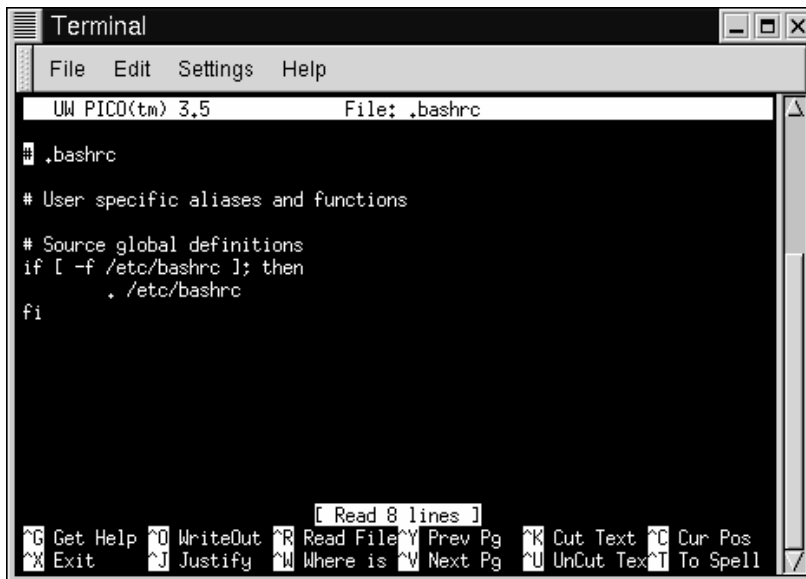 Terminal
File Edit Settings Help
UW PICO(tm) 3.5 File: .bashrc
# .bashrc
# User specific aliases and functions
# Source global definitions
if [ -f /etc/bashrc ]; then
. /etc/bashrc
fi
[ Read 8 lines ]
^G Get Help ^O WriteOut ^R Read File ^Y Prev Pg ^K Cut Text ^C Cur Pos
^X Exit ^J Justify ^W Where is ^V Next Pg ^U UnCut Tex ^T To Spell